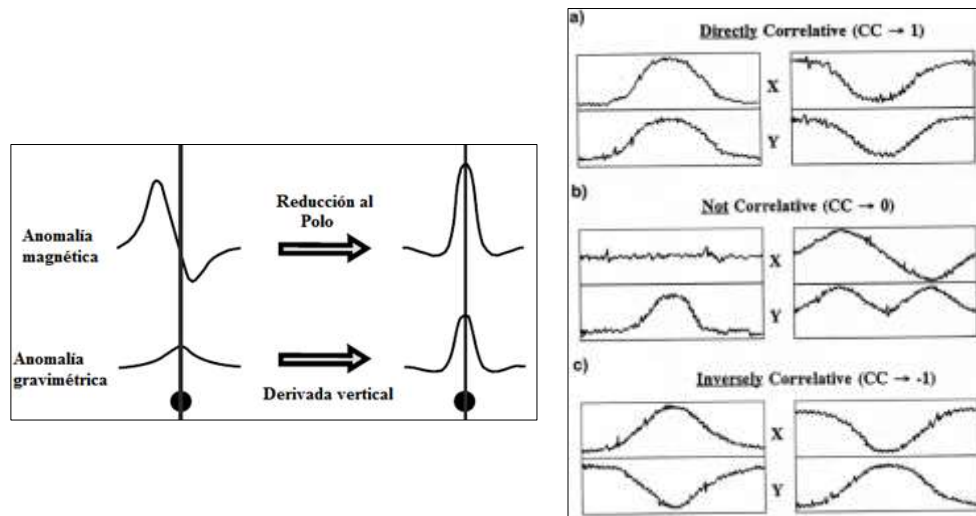 Anomalía
magnética
Reducción al
Polo
Anomalía
gravimétrica
Derivada vertical
a)
Directly Correlative (CC → 1)
X
Y
b)
Not Correlative (CC → 0)
X
Y
c)
Inversely Correlative (CC → -1)
X
Y